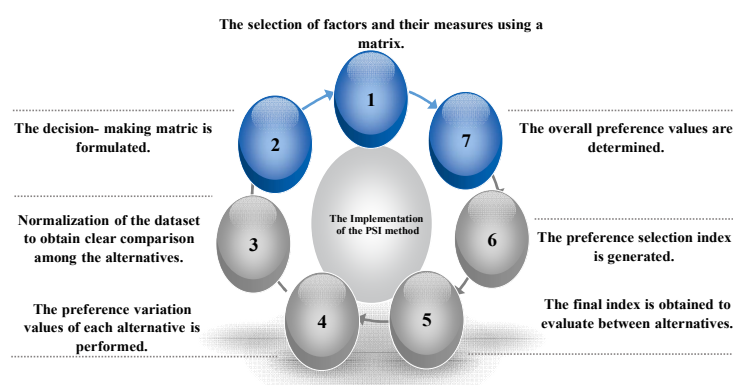 The selection of factors and their measures using a
matrix.
1
2
The decision- making matric is
formulated.
7
The overall preference values are
determined.
3
Normalization of the dataset
to obtain clear comparison
among the alternatives.
The Implementation
of the PSI method
6
The preference selection index
is generated.
4
The preference variation
values of each alternative is
performed.
5
The final index is obtained to
evaluate between alternatives.